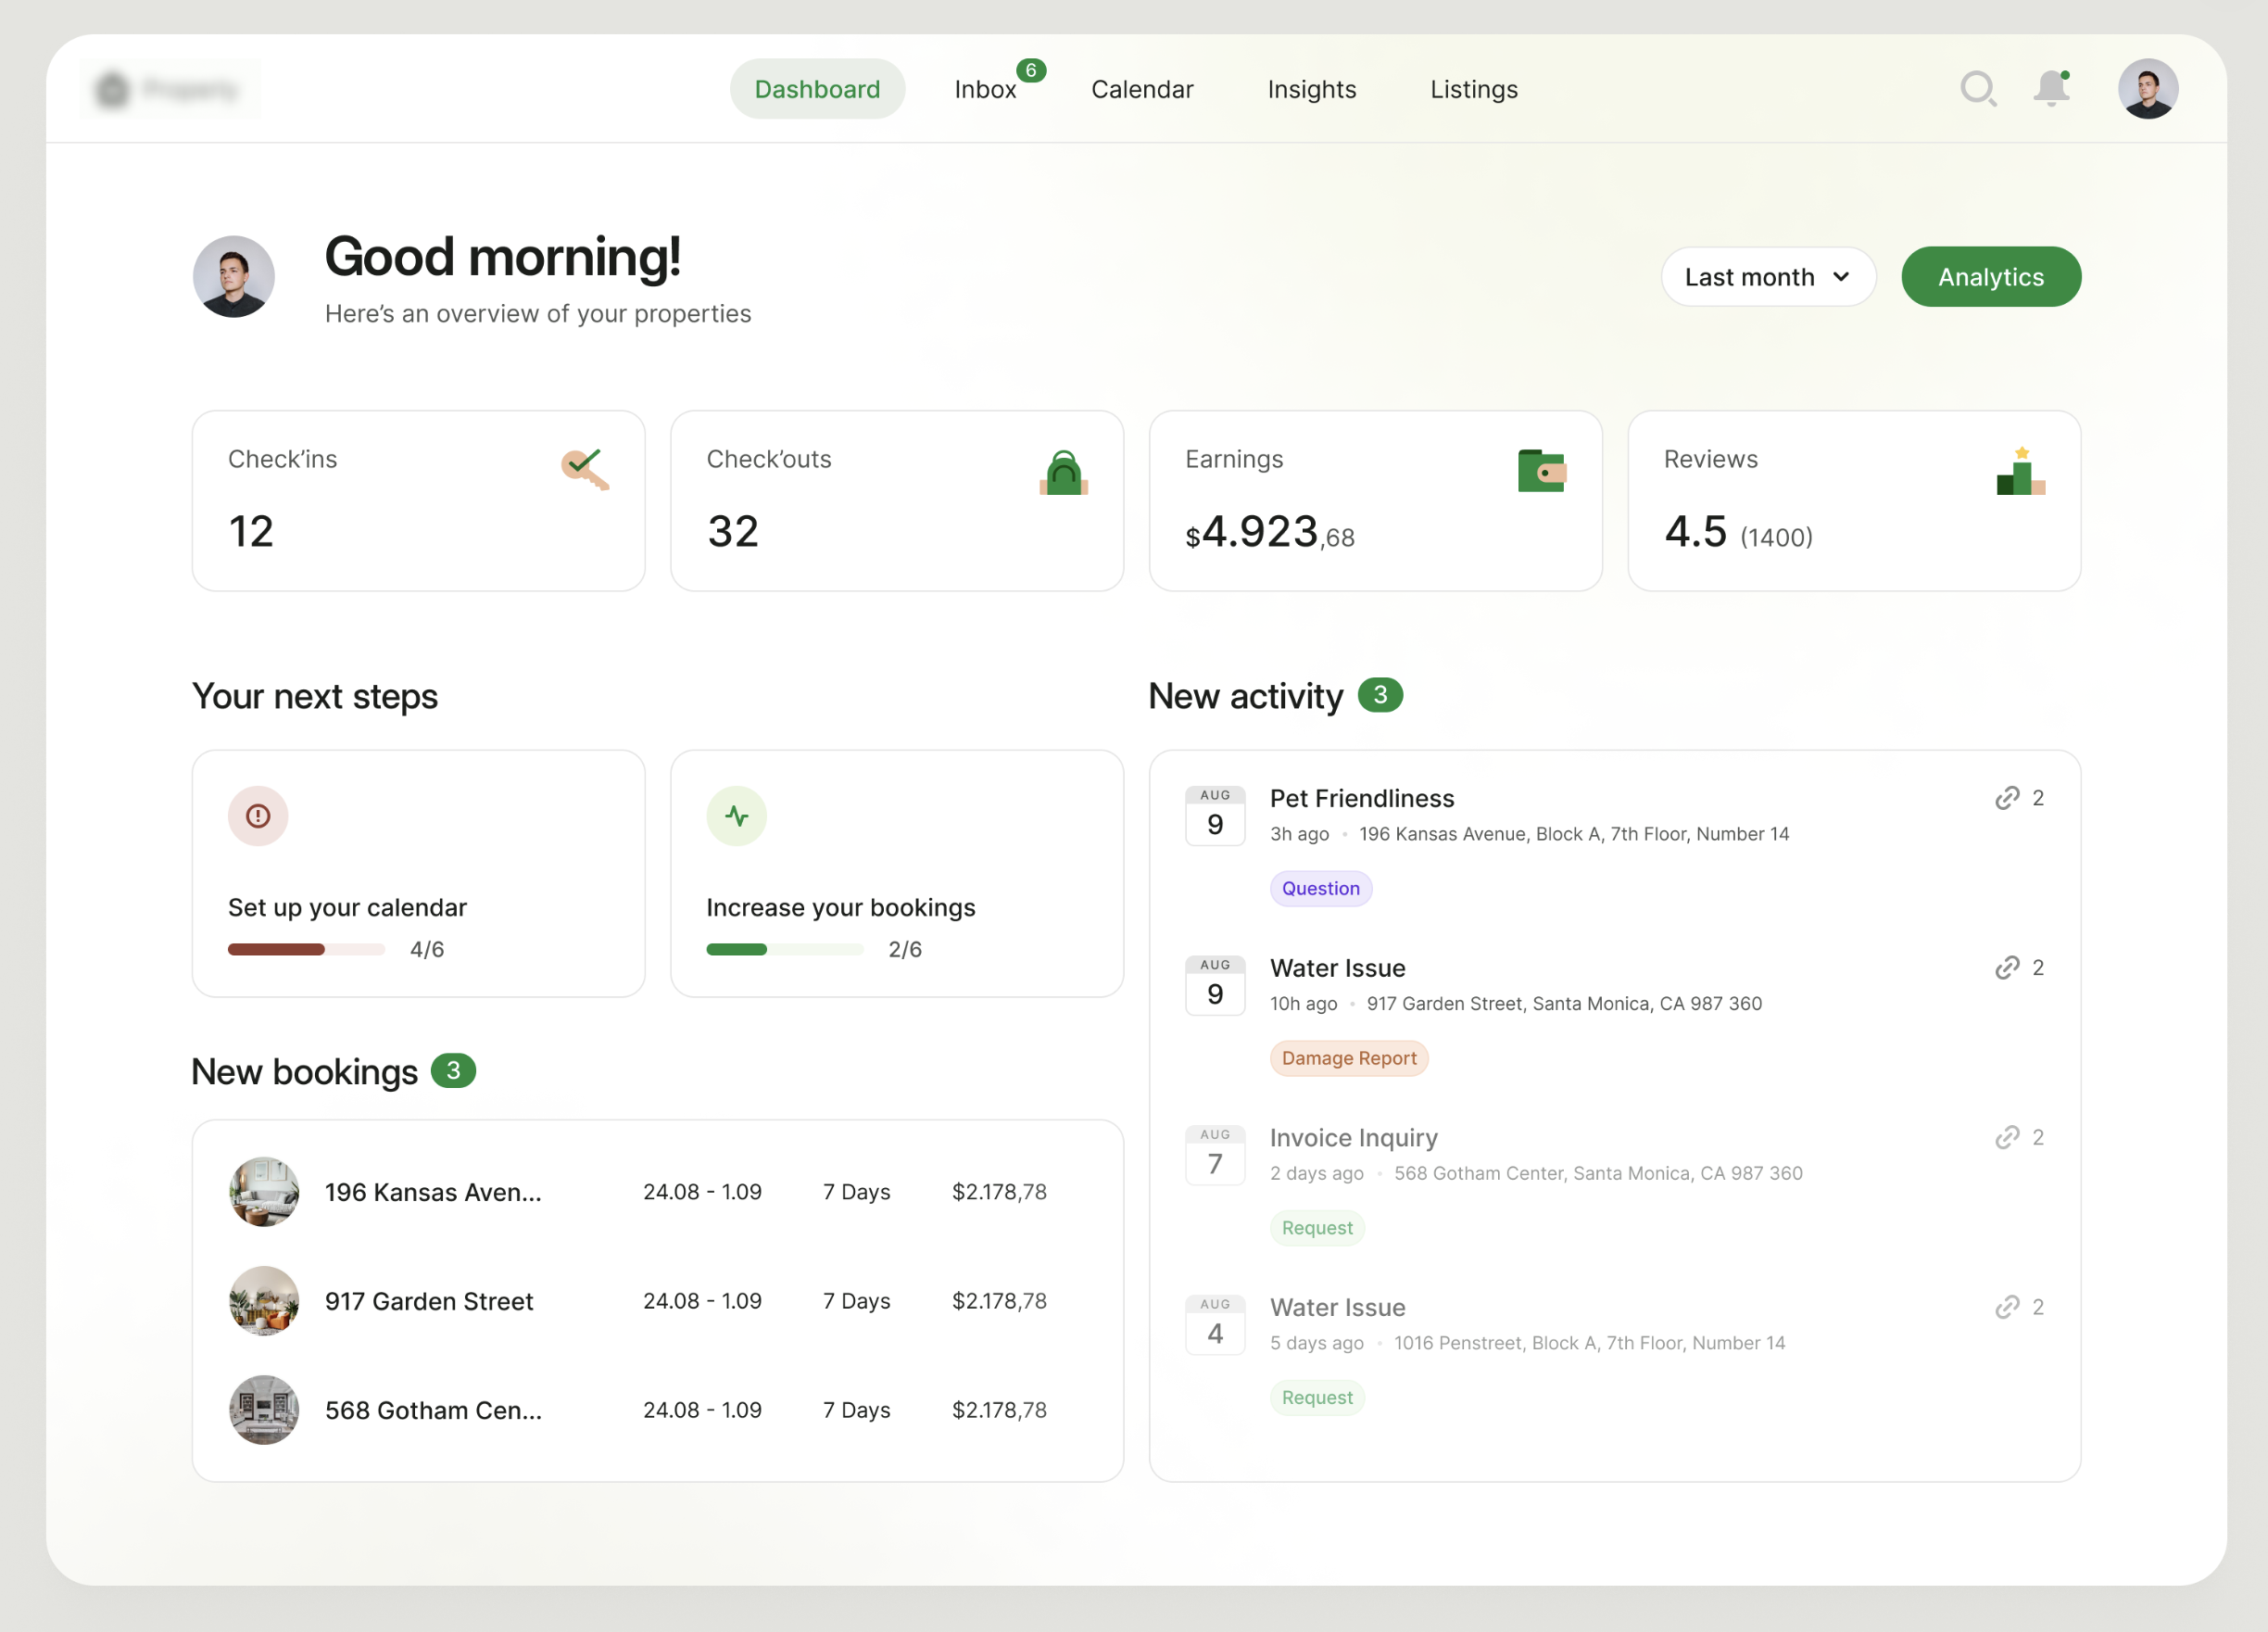 Dashboard
Inbox 6
Calendar
Insights
Listings
Good morning!
Here’s an overview of your properties
Last month
Analytics
Check’ins
12
Check’outs
32
Earnings
$4.923,68
Reviews
4.5 (1400)
Your next steps
Set up your calendar
4/6
Increase your bookings
2/6
New bookings 3
196 Kansas Aven... 24.08 - 1.09 7 Days $2.178,78
917 Garden Street 24.08 - 1.09 7 Days $2.178,78
568 Gotham Cen... 24.08 - 1.09 7 Days $2.178,78
New activity 3
AUG
9
Pet Friendliness
2
3h ago • 196 Kansas Avenue, Block A, 7th Floor, Number 14
Question
AUG
9
Water Issue
2
10h ago • 917 Garden Street, Santa Monica, CA 987 360
Damage Report
AUG
7
Invoice Inquiry
2
2 days ago • 568 Gotham Center, Santa Monica, CA 987 360
Request
AUG
4
Water Issue
2
5 days ago • 1016 Penstreet, Block A, 7th Floor, Number 14
Request